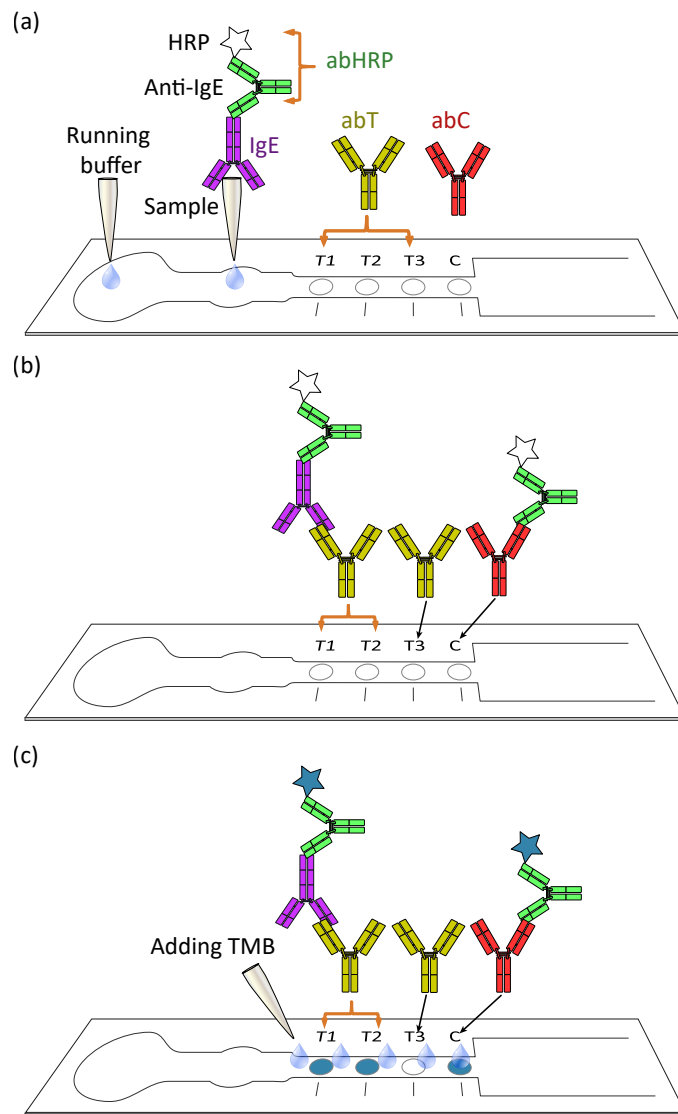 (a)
HRP
abHRP
Anti-IgE
abT
abC
IgE
Running
buffer
Sample
T1 T2 T3 C
(b)
T1 T2 T3 C
(c)
Adding TMB
T1 T2 T3 C